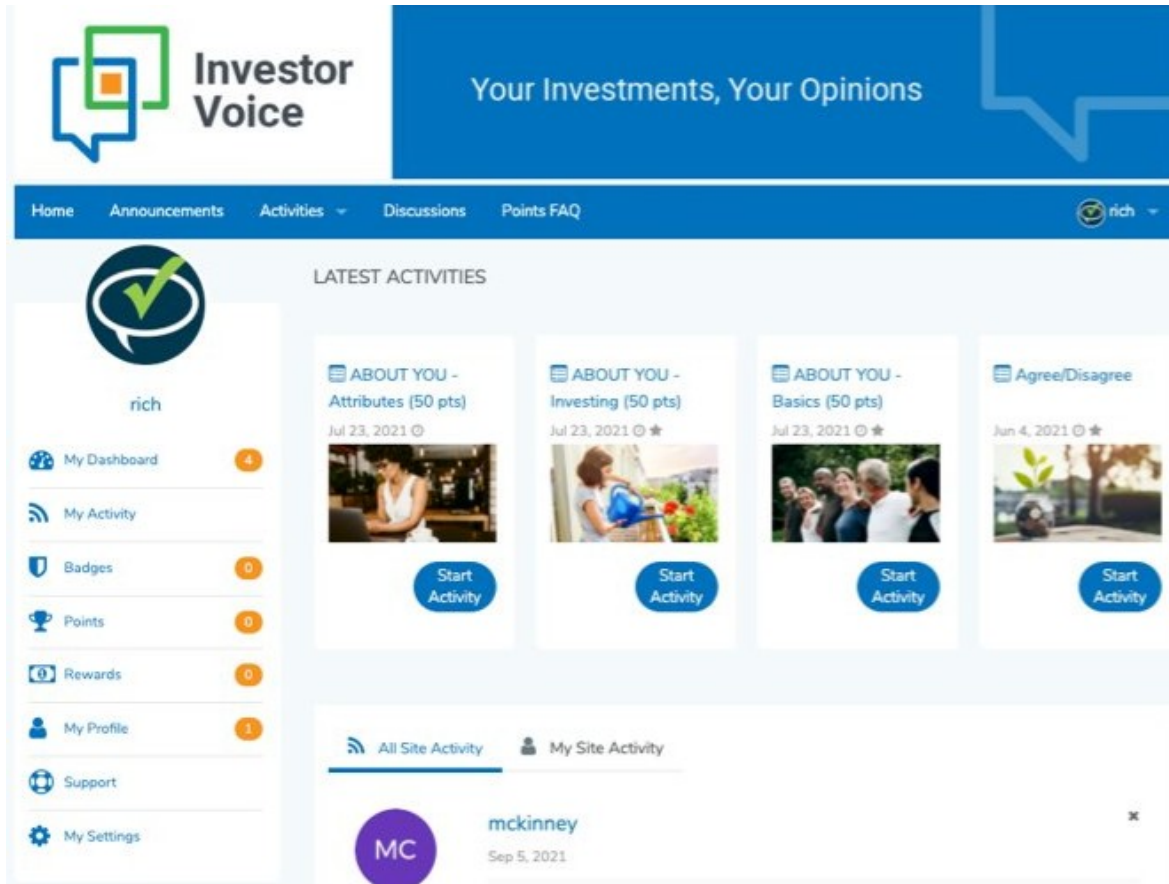 Investor
Voice
Your Investments, Your Opinions
Home Announcements Activities Discussions Points FAQ rich
rich
My Dashboard 4
My Activity
Badges 0
Points 0
Rewards 0
My Profile 1
Support
My Settings
LATEST ACTIVITIES
ABOUT YOU -
Attributes (50 pts)
Jul 23, 2021
Start
Activity
ABOUT YOU -
Investing (50 pts)
Jul 23, 2021
Start
Activity
ABOUT YOU -
Basics (50 pts)
Jul 23, 2021
Start
Activity
Agree/Disagree
Jun 4, 2021
Start
Activity
All Site Activity My Site Activity
MC
mckinney
Sep 5, 2021